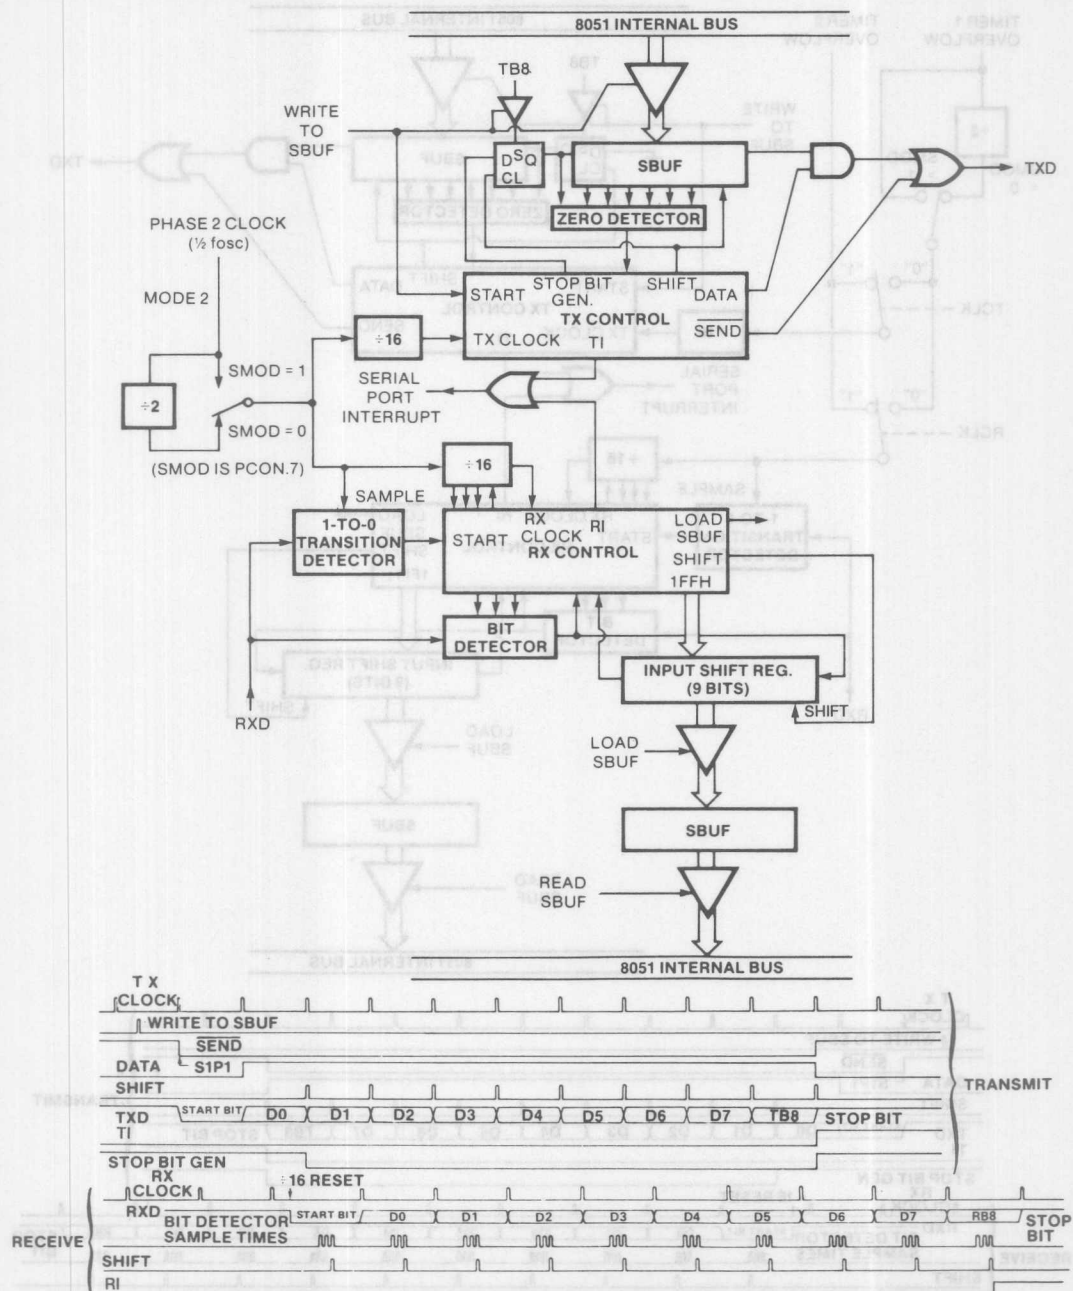 8051 INTERNAL BUS
TB8
WRITE
TO
SBUF
D S Q
CL
SBUF
TXD
ZERO DETECTOR
PHASE 2 CLOCK
(½ fosc)
MODE 2
STOP BIT
GEN.
SHIFT
START
DATA
TX CONTROL
SEND
TX CLOCK
TI
÷16
SMOD = 1
SERIAL
PORT
INTERRUPT
÷2
SMOD = 0
(SMOD IS PCON.7)
÷16
SAMPLE
1-TO-0
TRANSITION
DETECTOR
RX
CLOCK
RI
START
RX CONTROL
LOAD
SBUF
SHIFT
1FFH
BIT
DETECTOR
INPUT SHIFT REG.
(9 BITS)
RXD
SHIFT
LOAD
SBUF
SBUF
READ
SBUF
8051 INTERNAL BUS
TX
CLOCK
WRITE TO SBUF
SEND
DATA
S1P1
SHIFT
TRANSMIT
TXD START BIT D0 D1 D2 D3 D4 D5 D6 D7 TB8 STOP BIT
TI
STOP BIT GEN
RX
CLOCK
÷16 RESET
RXD START BIT D0 D1 D2 D3 D4 D5 D6 D7 RB8 STOP BIT
RECEIVE
BIT DETECTOR
SAMPLE TIMES
SHIFT
RI